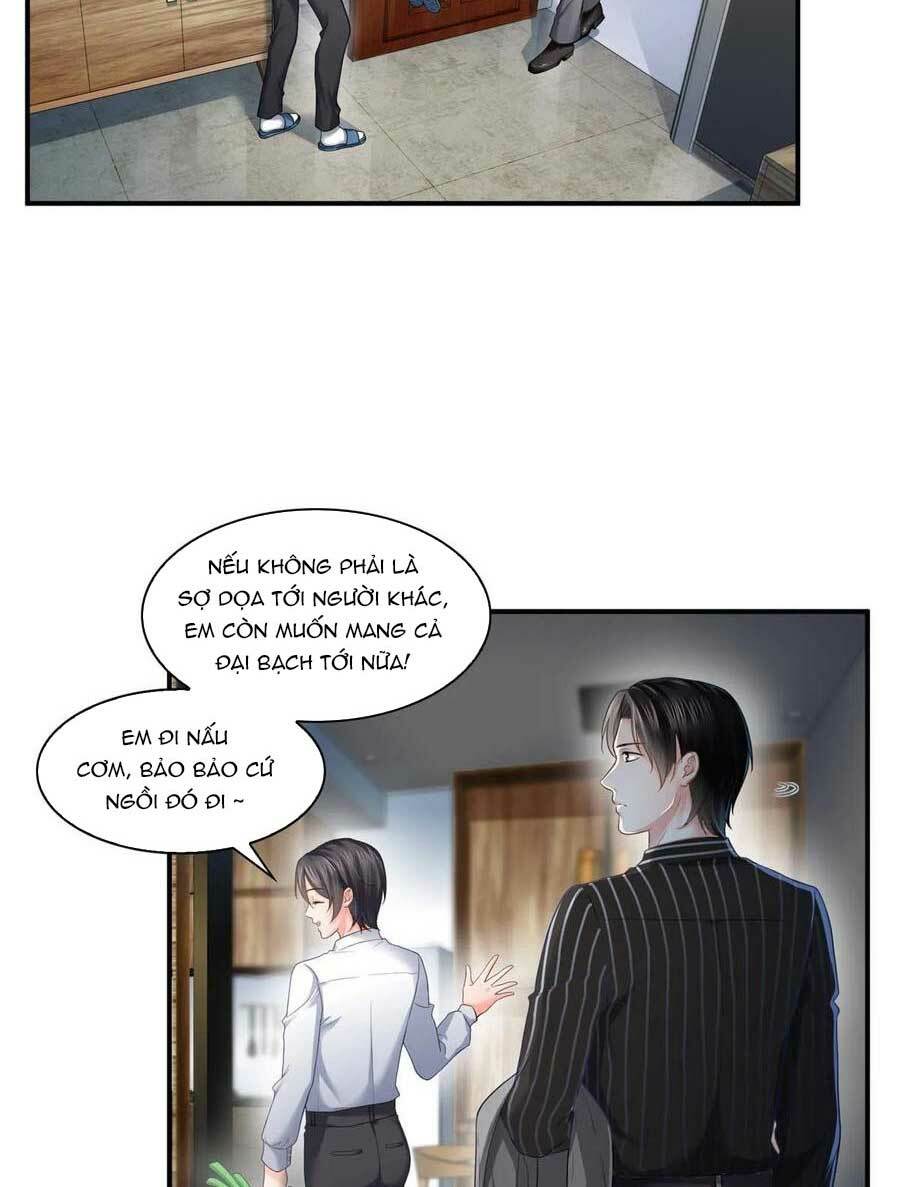 NẾU KHÔNG PHẢI LÀ
SỢ DỌA TỚI NGƯỜI KHÁC,
EM CÒN MUỐN MANG CẢ
ĐẠI BẠCH TỚI NỮA!
EM ĐI NẤU
CƠM, BẢO BẢO CỨ
NGỒI ĐÓ ĐI ~